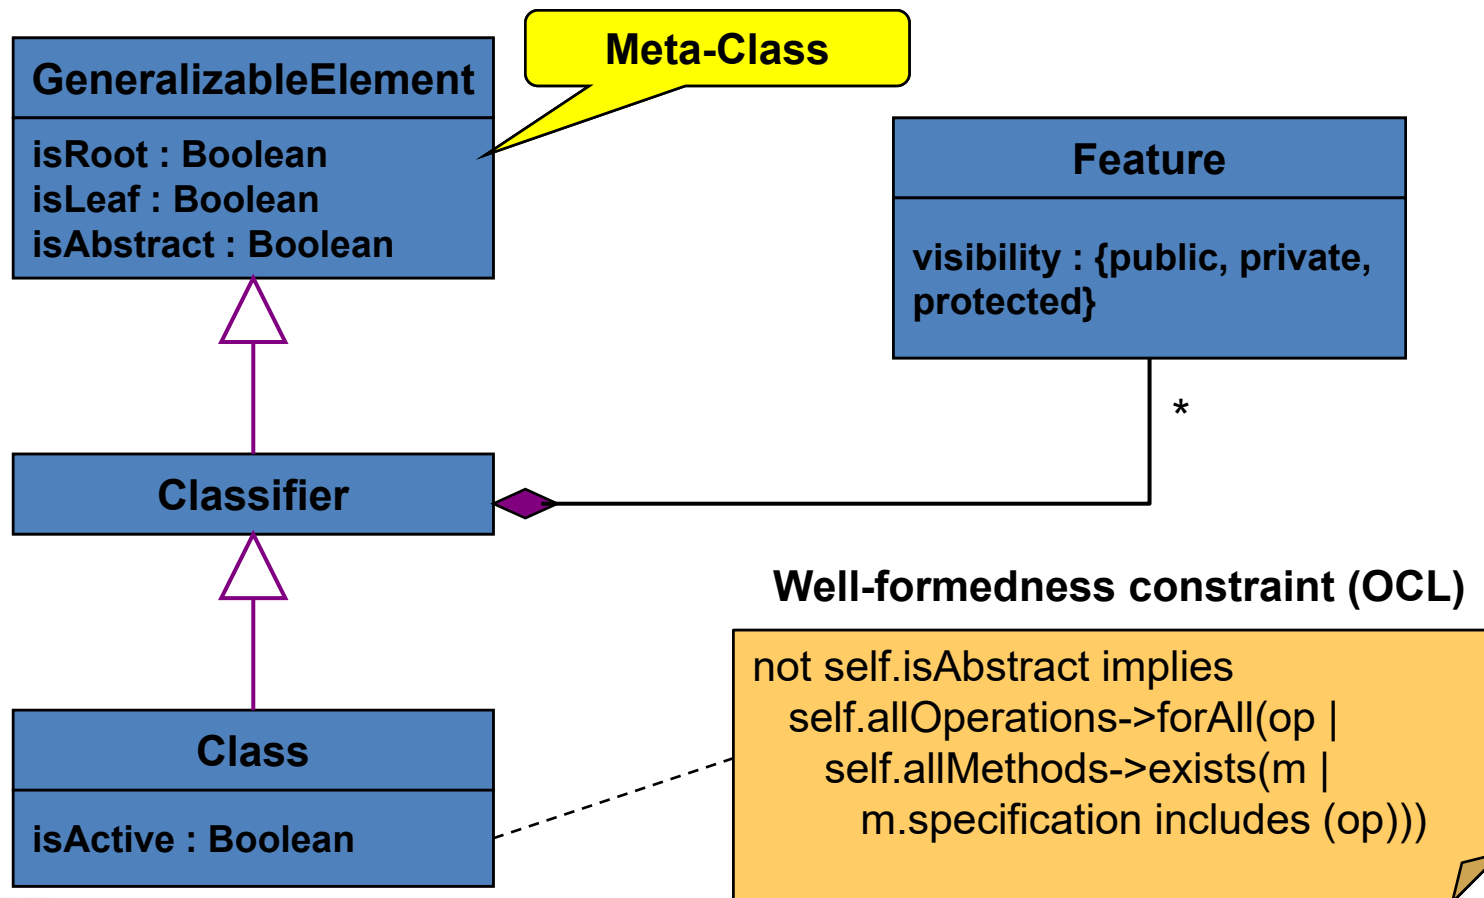 Meta-Class
GeneralizableElement
isRoot : Boolean
isLeaf : Boolean
isAbstract : Boolean
Feature
visibility : {public, private,
protected}
*
Classifier
Well-formedness constraint (OCL)
not self.isAbstract implies
self.allOperations->forAll(op |
self.allMethods->exists(m |
m.specification includes (op)))
Class
isActive : Boolean